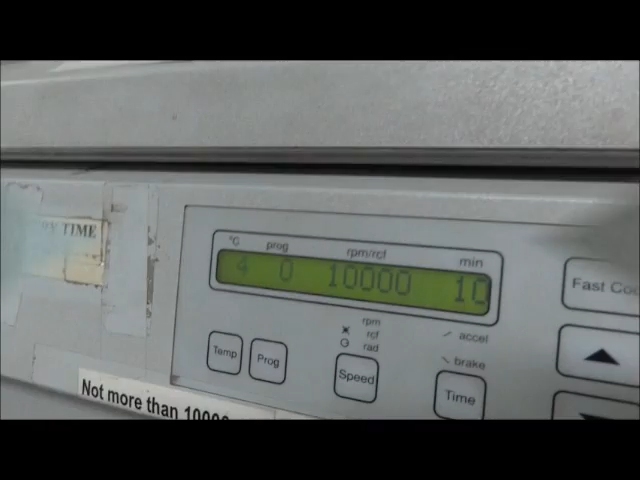 TIME
°C prog rpm/rcf min
4 0 10000 10
Fast Coo
rpm
rcf
rad
accel
brake
Temp Prog Speed Time
Not more than 10000